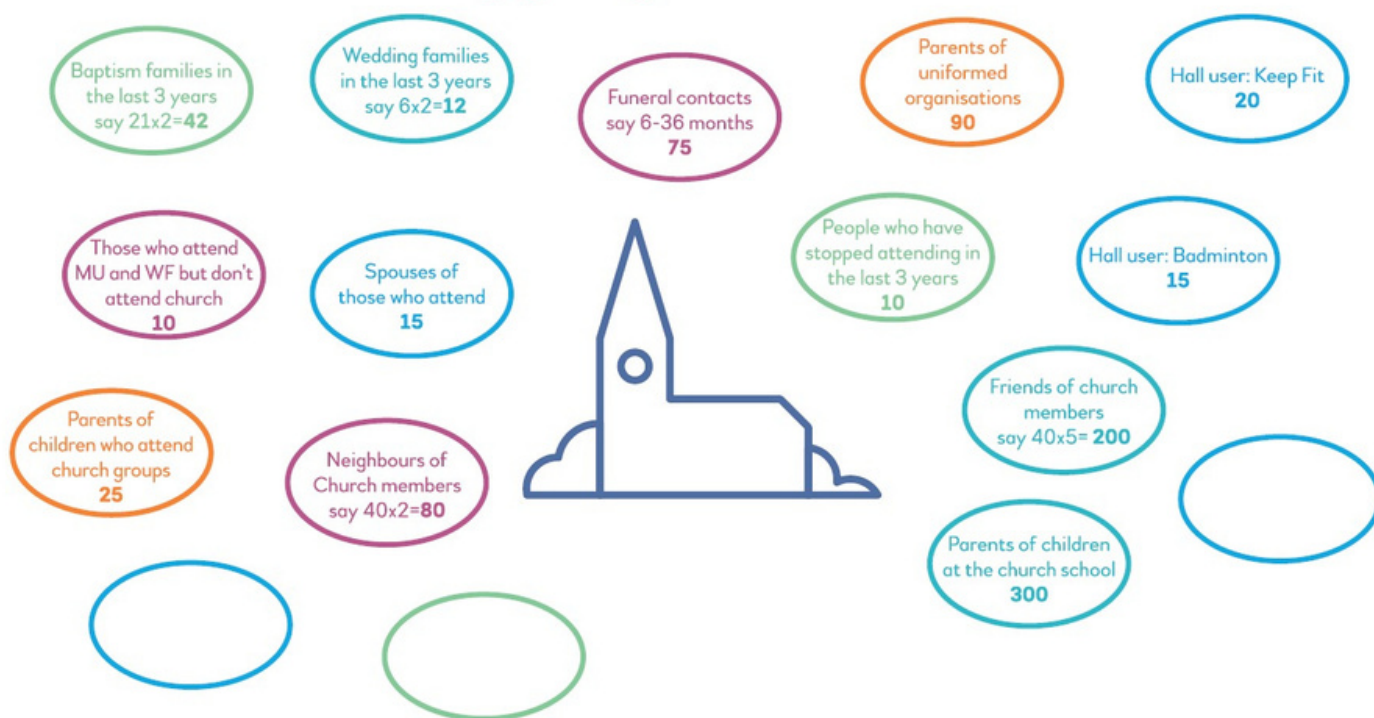 Baptism families in
the last 3 years
say 21x2=42
Wedding families
in the last 3 years
say 6x2=12
Funeral contacts
say 6-36 months
75
Parents of
uniformed
organisations
90
Hall user: Keep Fit
20
Those who attend
MU and WF but don't
attend church
10
Spouses of
those who attend
15
People who have
stopped attending in
the last 3 years
10
Hall user: Badminton
15
Parents of
children who attend
church groups
25
Neighbours of
Church members
say 40x2=80
Friends of church
members
say 40x5= 200
Parents of children
at the church school
300